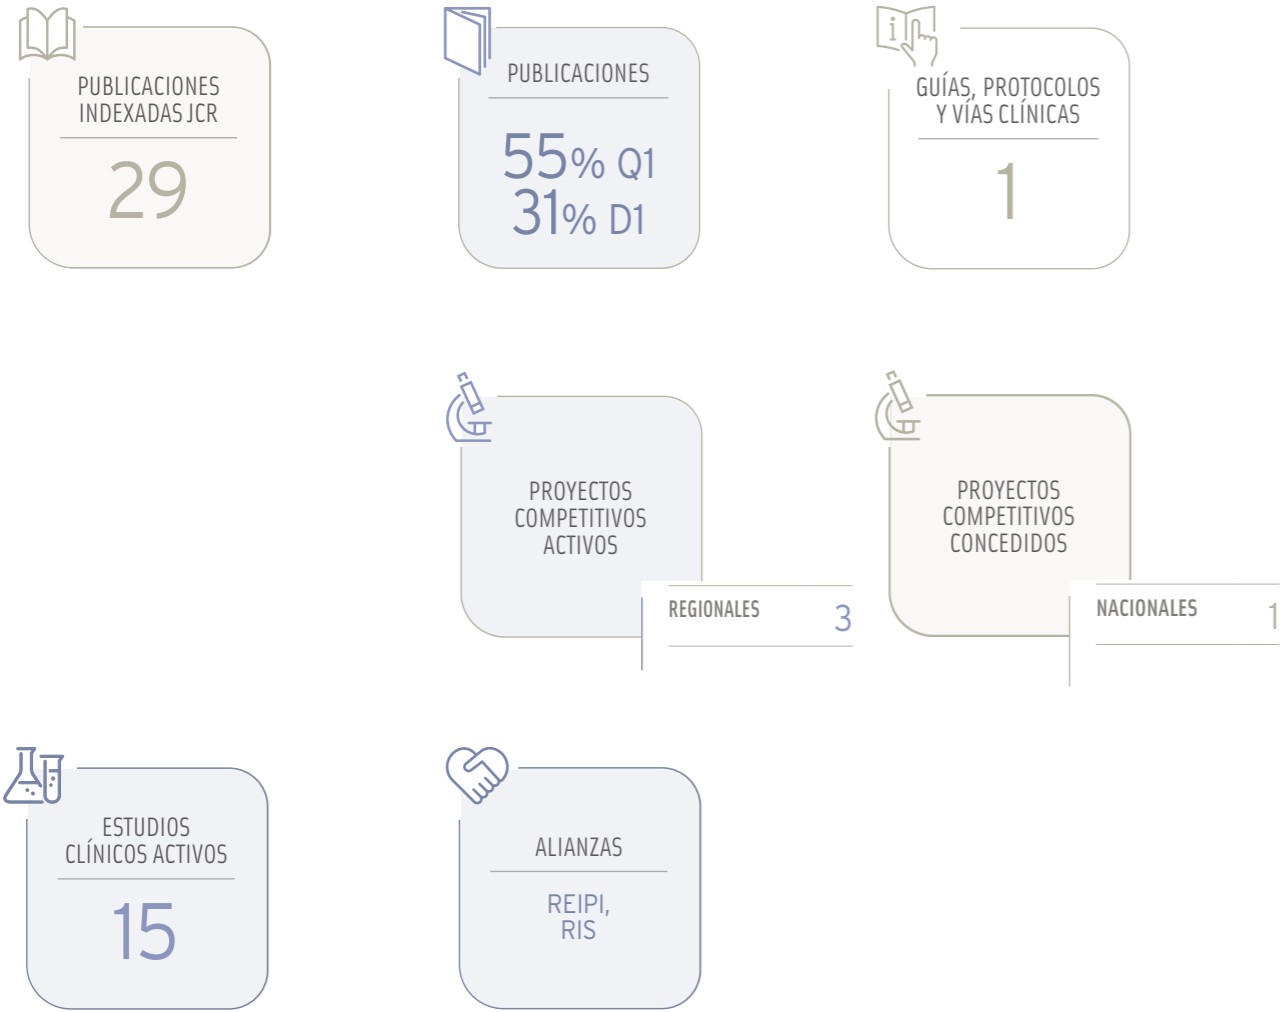 PUBLICACIONES
INDEXADAS JCR
29
PUBLICACIONES
55% Q1
31% D1
GUÍAS, PROTOCOLOS
Y VÍAS CLÍNICAS
1
PROYECTOS
COMPETITIVOS
ACTIVOS
REGIONALES 3
PROYECTOS
COMPETITIVOS
CONCEDIDOS
NACIONALES 1
ESTUDIOS
CLÍNICOS ACTIVOS
15
ALIANZAS
REIPI,
RIS